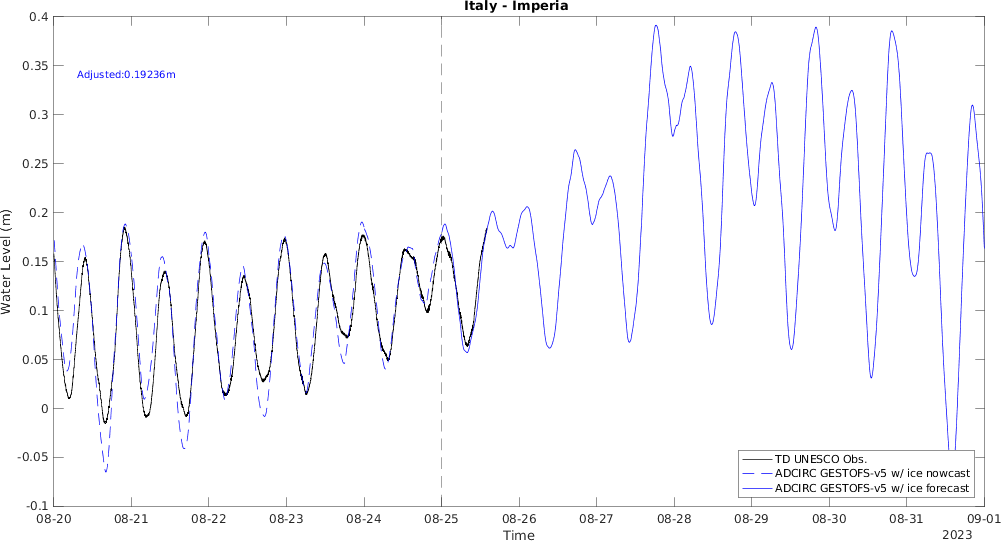 Italy - Imperia
0.4
0.35
0.3
0.25
0.2
0.15
0.1
0.05
0
-0.05
-0.1
Water Level (m)
Adjusted:0.19236m
TD UNESCO Obs.
ADCIRC GESTOFS-v5 w/ ice nowcast
ADCIRC GESTOFS-v5 w/ ice forecast
08-20 08-21 08-22 08-23 08-24 08-25 08-26 08-27 08-28 08-29 08-30 08-31 09-01
Time
2023